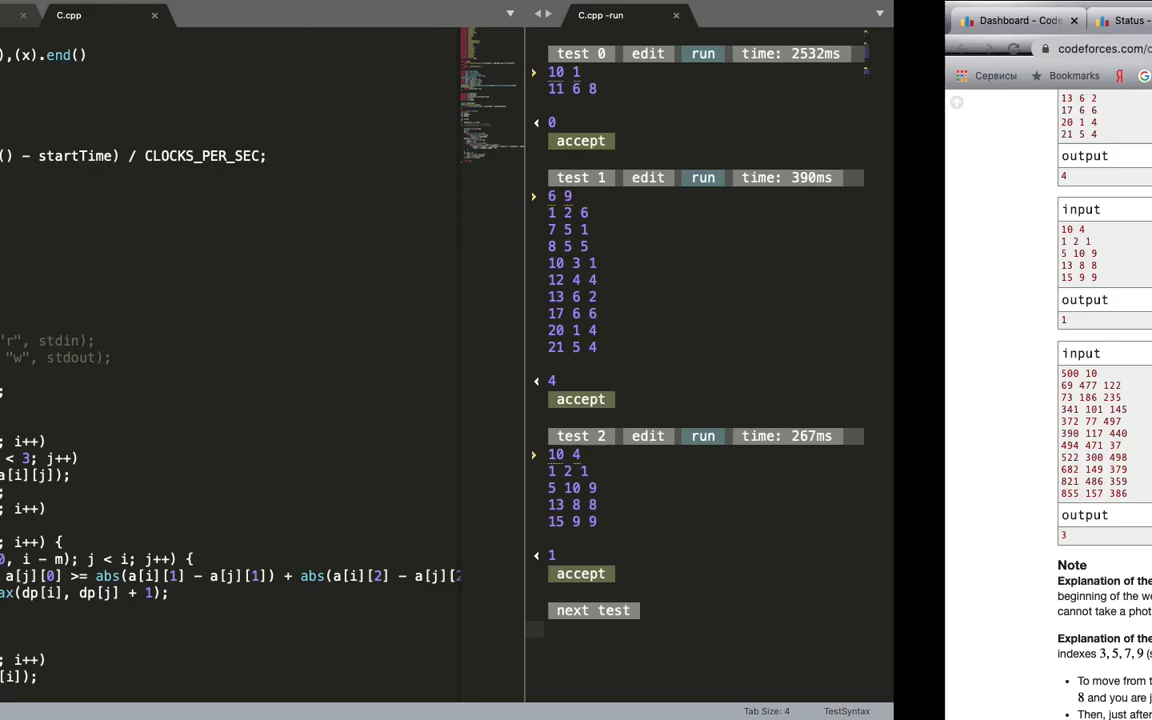 C.cpp
),(x).end()
() - startTime) / CLOCKS_PER_SEC;
"r", stdin);
"w", stdout);
; i++)
< 3; j++)
a[i][j]);
; i++)
; i++) {
0, i - m); j < i; j++) {
a[j][0] >= abs(a[i][1] - a[j][1]) + abs(a[i][2] - a[j][2
ax(dp[i], dp[j] + 1);
; i++)
[i]);
C.cpp -run
test 0 edit run time: 2532ms
10 1
11 6 8
0
accept
test 1 edit run time: 390ms
6 9
1 2 6
7 5 1
8 5 5
10 3 1
12 4 4
13 6 2
17 6 6
20 1 4
21 5 4
4
accept
test 2 edit run time: 267ms
10 4
1 2 1
5 10 9
13 8 8
15 9 9
1
accept
next test
Tab Size: 4 TestSyntax
Dashboard - Code Status -
codeforces.com/c
Сервисы Bookmarks
13 6 2
17 6 6
20 1 4
21 5 4
output
4
input
10 4
1 2 1
5 10 9
13 8 8
15 9 9
output
1
input
500 10
69 477 122
73 186 235
341 101 145
372 77 497
390 117 440
494 471 37
522 300 498
682 149 379
821 486 359
855 157 386
output
3
Note
Explanation of the
beginning of the wo
cannot take a phot
Explanation of the
indexes 3, 5, 7, 9 (s
To move from t
8 and you are j
Then, just after